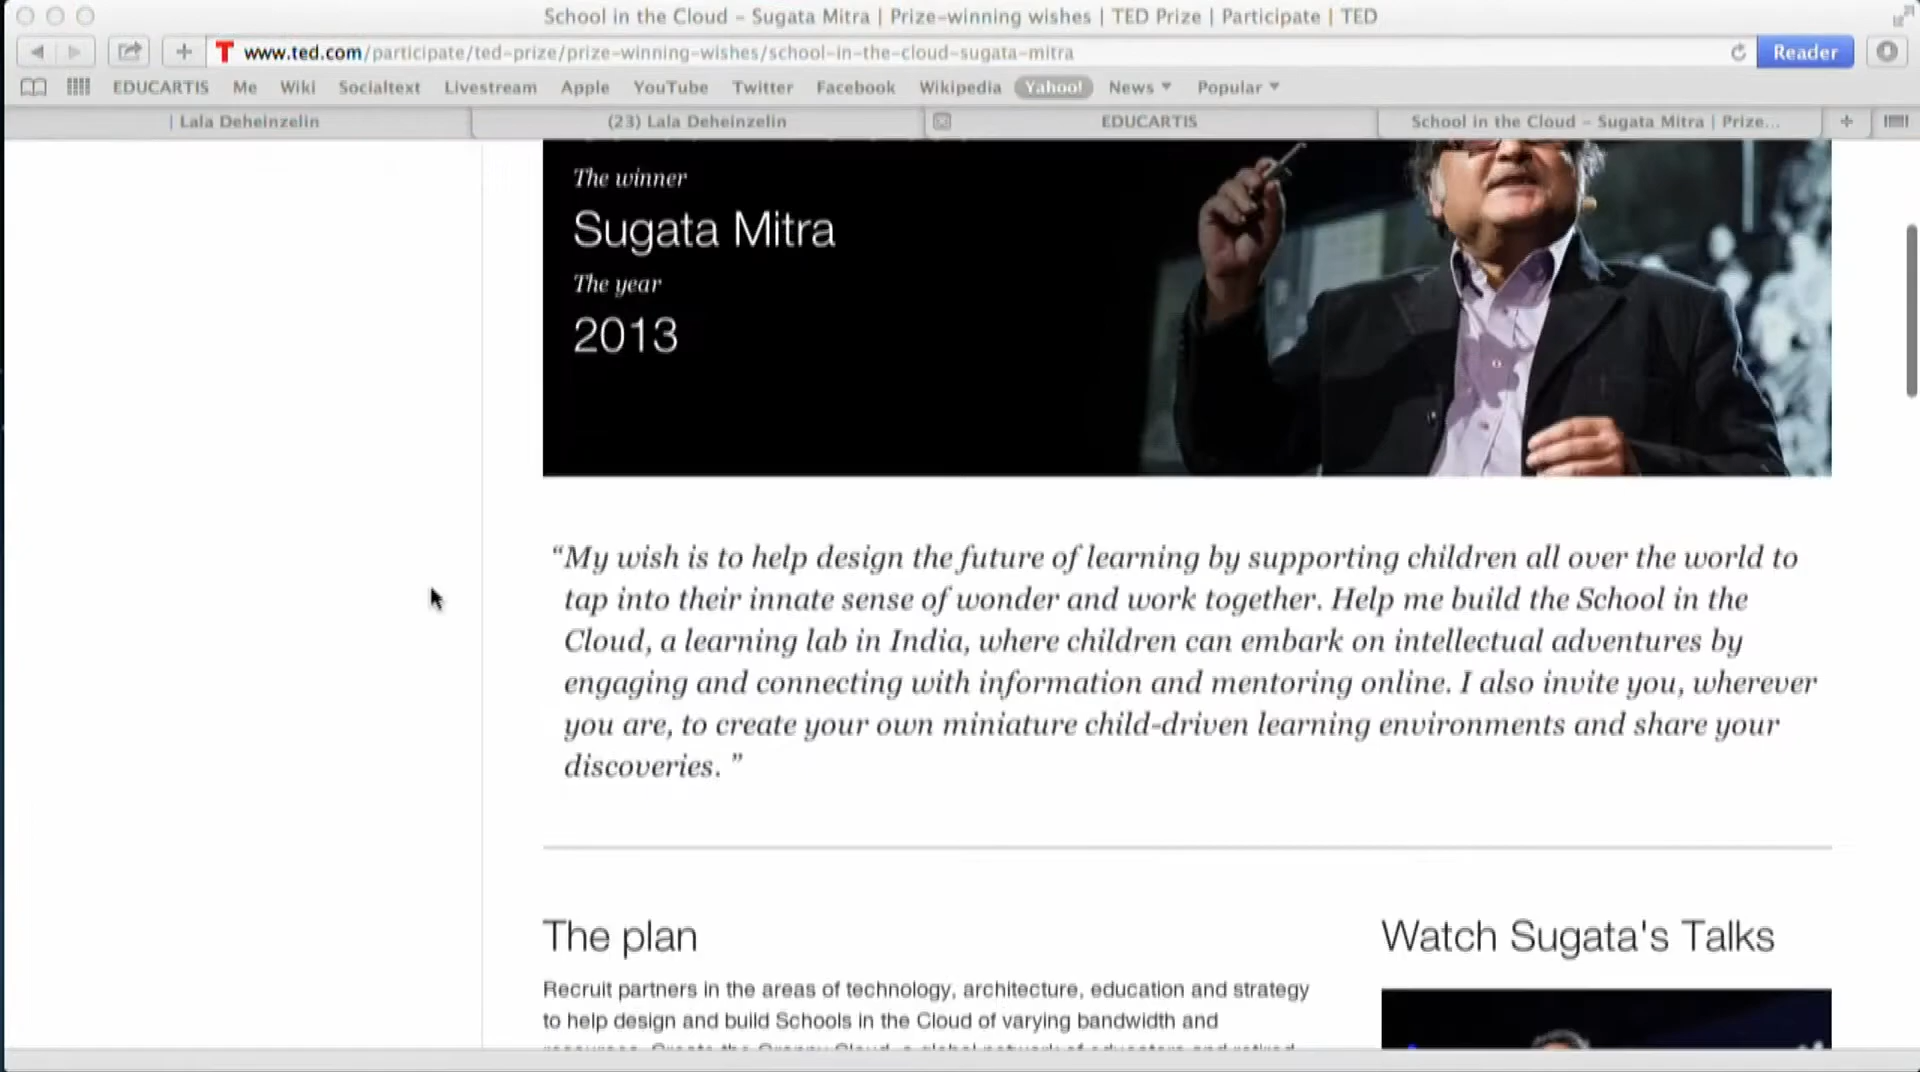 School in the Cloud – Sugata Mitra | Prize-winning wishes | TED Prize | Participate | TED
www.ted.com/participate/ted-prize/prize-winning-wishes/school-in-the-cloud-sugata-mitra
Reader
EDUCARTIS Me Wiki Socialtext Livestream Apple YouTube Twitter Facebook Wikipedia Yahoo! News Popular
| Lala Deheinzelin (23) Lala Deheinzelin EDUCARTIS School in the Cloud – Sugata Mitra | Prize...
The winner
Sugata Mitra
The year
2013
“My wish is to help design the future of learning by supporting children all over the world to
tap into their innate sense of wonder and work together. Help me build the School in the
Cloud, a learning lab in India, where children can embark on intellectual adventures by
engaging and connecting with information and mentoring online. I also invite you, wherever
you are, to create your own miniature child-driven learning environments and share your
discoveries. ”
The plan
Watch Sugata's Talks
Recruit partners in the areas of technology, architecture, education and strategy
to help design and build Schools in the Cloud of varying bandwidth and